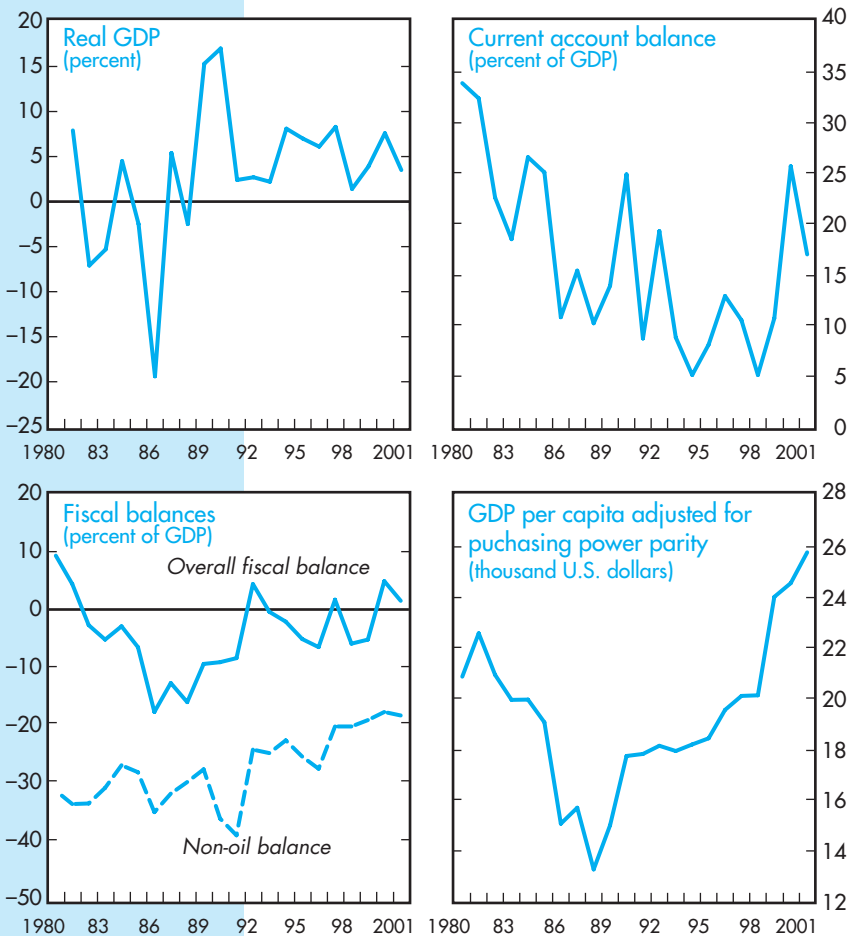 Real GDP
(percent)
20
15
10
5
0
–5
–10
–15
–20
–25
1980 83 86 89 92 95 98 2001
Current account balance
(percent of GDP)
40
35
30
25
20
15
10
5
0
1980 83 86 89 92 95 98 2001
Fiscal balances
(percent of GDP)
Overall fiscal balance
Non-oil balance
20
10
0
–10
–20
–30
–40
–50
1980 83 86 89 92 95 98 2001
GDP per capita adjusted for
puchasing power parity
(thousand U.S. dollars)
28
26
24
22
20
18
16
14
12
1980 83 86 89 92 95 98 2001